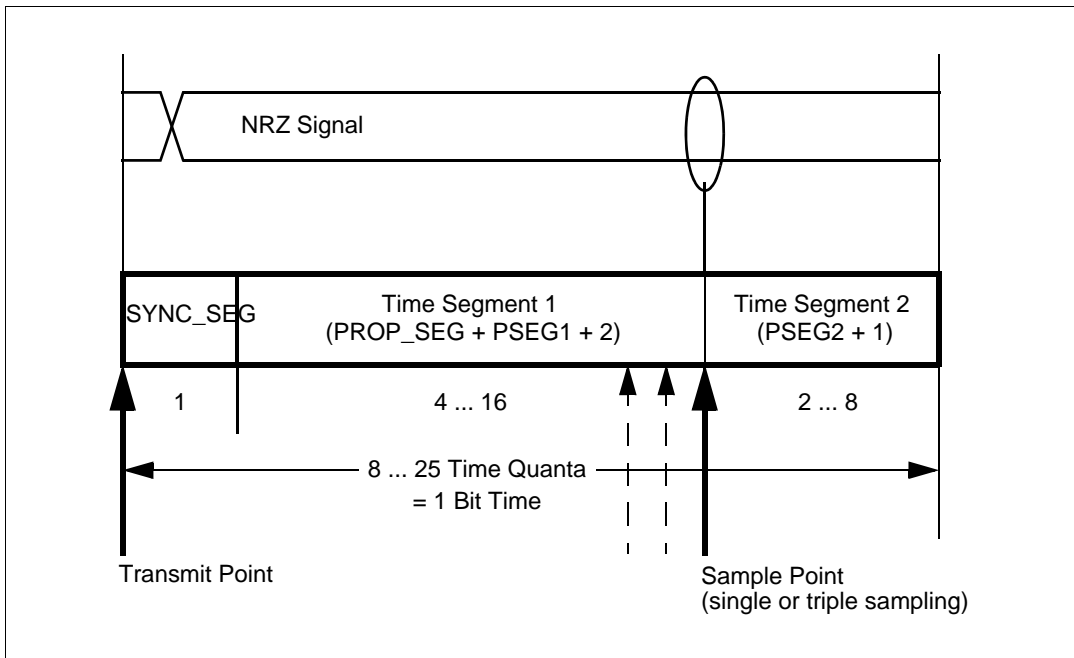 NRZ Signal
SYNC_SEG
Time Segment 1
(PROP_SEG + PSEG1 + 2)
Time Segment 2
(PSEG2 + 1)
1
4 ... 16
2 ... 8
8 ... 25 Time Quanta
= 1 Bit Time
Transmit Point
Sample Point
(single or triple sampling)